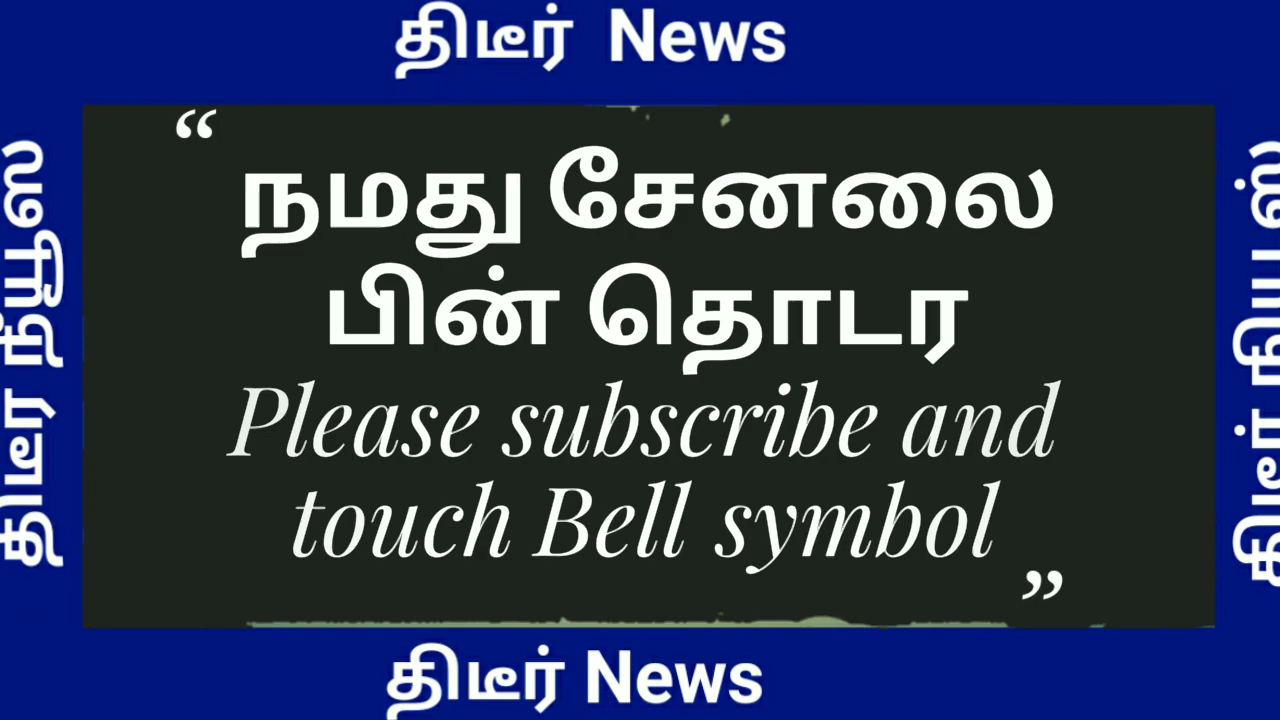 திடீர் News
“
நமது சேனலை
பின் தொடர
Please subscribe and
touch Bell symbol
”
திடீர் நியூஸ்
திடீர் நியூஸ்
திடீர் News